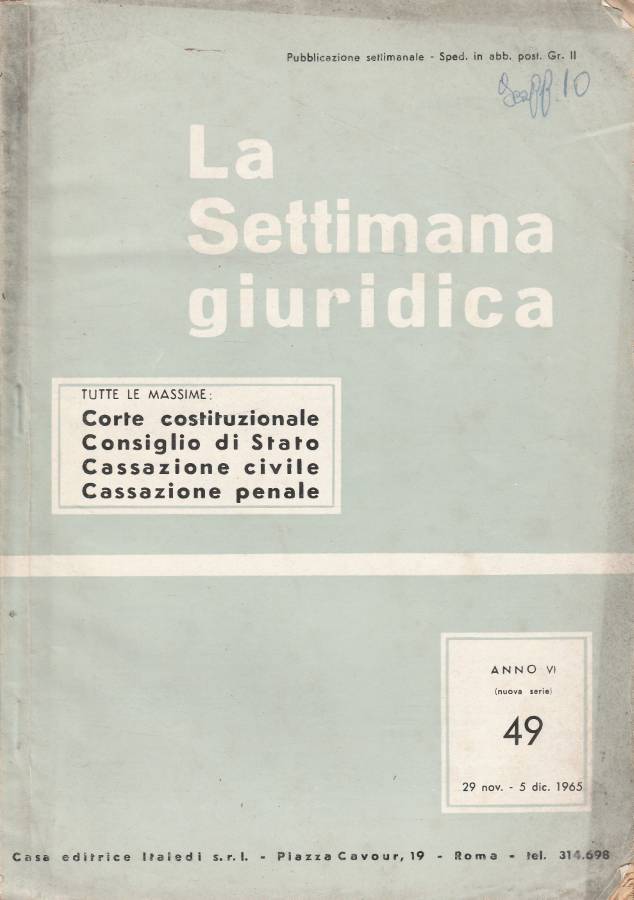 Pubblicazione settimanale - Sped. in abb. post. Gr. II
La
Settimana
giuridica
TUTTE LE MASSIME:
Corte costituzionale
Consiglio di Stato
Cassazione civile
Cassazione penale
ANNO VI
(nuova serie)
49
29 nov. - 5 dic. 1965
Casa editrice Italedi s.r.l. - Piazza Cavour, 19 - Roma - tel. 314.698